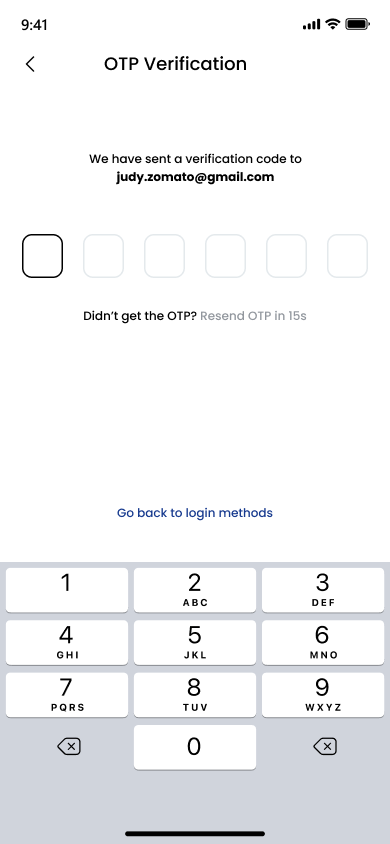 9:41
OTP Verification
We have sent a verification code to
judy.zomato@gmail.com
Didn't get the OTP? Resend OTP in 15s
Go back to login methods
1 2 3
ABC DEF
4 5 6
GHI JKL MNO
7 8 9
PQRS TUV WXYZ
0